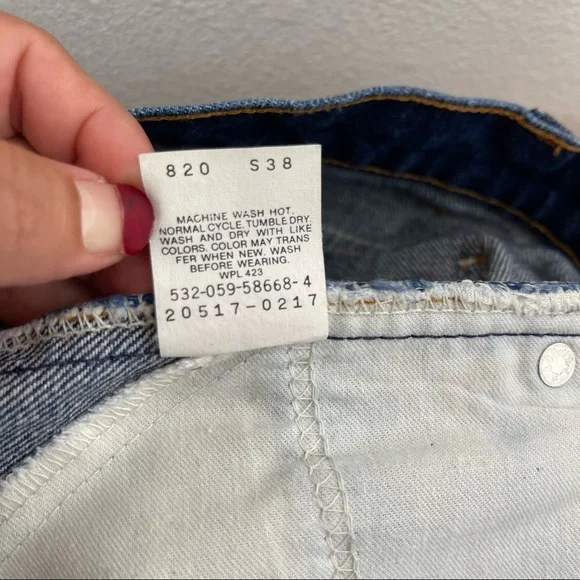 820 S38
MACHINE WASH HOT.
NORMAL CYCLE. TUMBLE DRY.
WASH AND DRY WITH LIKE
COLORS. COLOR MAY TRANS
FER WHEN NEW. WASH
BEFORE WEARING.
WPL 423
532-059-58668-4
20517-0217